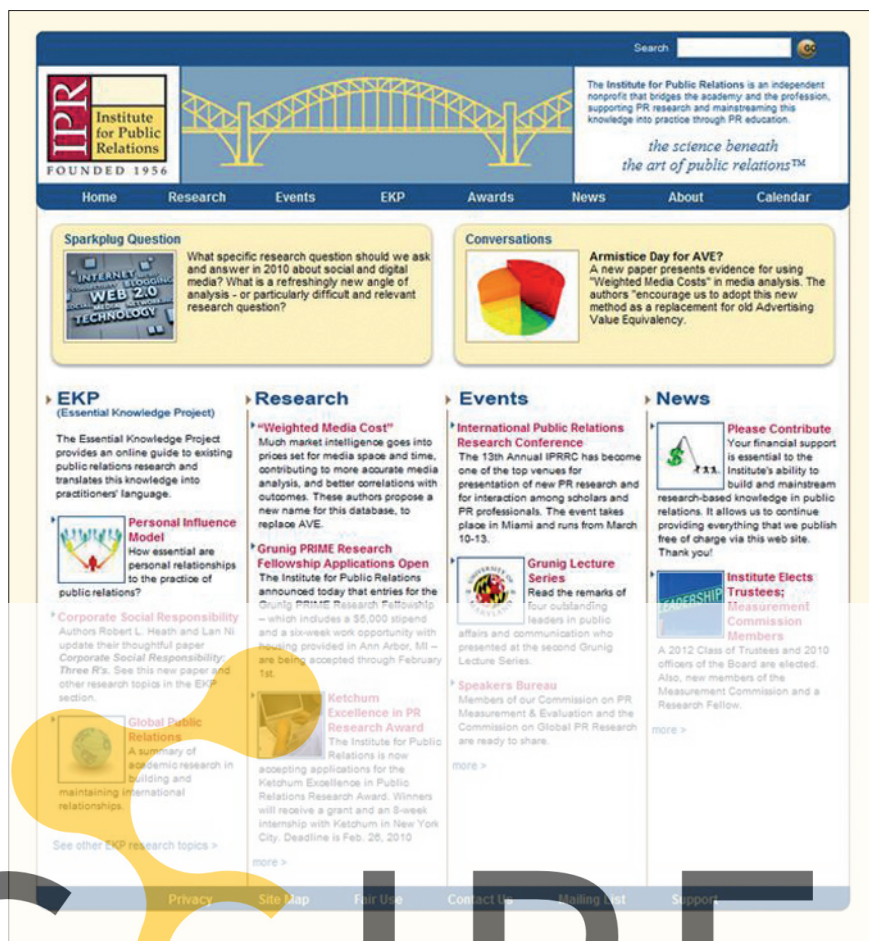 Search
GO
IPR
Institute
for Public
Relations
FOUNDED 1956
The Institute for Public Relations is an independent
nonprofit that bridges the academy and the profession,
supporting PR research and mainstreaming this
knowledge into practice through PR education.
the science beneath
the art of public relations™
Home Research Events EKP Awards News About Calendar
Sparkplug Question
INTERNET
BLOGGING
WEB 2.0
SOCIAL MEDIA NETWORKING
TECHNOLOGY
What specific research question should we ask
and answer in 2010 about social and digital
media? What is a refreshingly new angle of
analysis - or particularly difficult and relevant
research question?
Conversations
Armistice Day for AVE?
A new paper presents evidence for using
"Weighted Media Costs" in media analysis. The
authors "encourage us to adopt this new
method as a replacement for old Advertising
Value Equivalency.
EKP
(Essential Knowledge Project)
The Essential Knowledge Project
provides an online guide to existing
public relations research and
translates this knowledge into
practitioners' language.
Personal Influence
Model
How essential are
personal relationships
to the practice of
public relations?
Corporate Social Responsibility
Authors Robert L. Heath and Lan Ni
update their thoughtful paper
Corporate Social Responsibility:
Three R's. See this new paper and
other research topics in the EKP
section.
Global Public
Relations
A summary of
academic research in
building and
maintaining international
relationships.
See other EKP research topics >
Research
"Weighted Media Cost"
Much market intelligence goes into
prices set for media space and time,
contributing to more accurate media
analysis, and better correlations with
outcomes. These authors propose a
new name for this database, to
replace AVE.
Grunig PRIME Research
Fellowship Applications Open
The Institute for Public Relations
announced today that entries for the
Grunig PRIME Research Fellowship
– which includes a $5,000 stipend
and a six-week work opportunity with
housing provided in Ann Arbor, MI –
are being accepted through February
1st.
Ketchum
Excellence in PR
Research Award
The Institute for Public
Relations is now
accepting applications for the
Ketchum Excellence in Public
Relations Research Award. Winners
will receive a grant and an 8-week
internship with Ketchum in New York
City. Deadline is Feb. 26, 2010
more >
Events
International Public Relations
Research Conference
The 13th Annual IPRRC has become
one of the top venues for
presentation of new PR research and
for interaction among scholars and
PR professionals. The event takes
place in Miami and runs from March
10-13.
UNIVERSITY OF
MARYLAND
Grunig Lecture
Series
Read the remarks of
four outstanding
leaders in public
affairs and communication who
presented at the second Grunig
Lecture Series.
Speakers Bureau
Members of our Commission on PR
Measurement & Evaluation and the
Commission on Global PR Research
are ready to share.
more >
News
Please Contribute
Your financial support
is essential to the
Institute's ability to
build and mainstream
research-based knowledge in public
relations. It allows us to continue
providing everything that we publish
free of charge via this web site.
Thank you!
LEADERSHIP
Institute Elects
Trustees;
Measurement
Commission
Members
A 2012 Class of Trustees and 2010
officers of the Board are elected.
Also, new members of the
Measurement Commission and a
Research Fellow.
more >
Privacy Site Map Fair Use Contact Us Mailing List Support